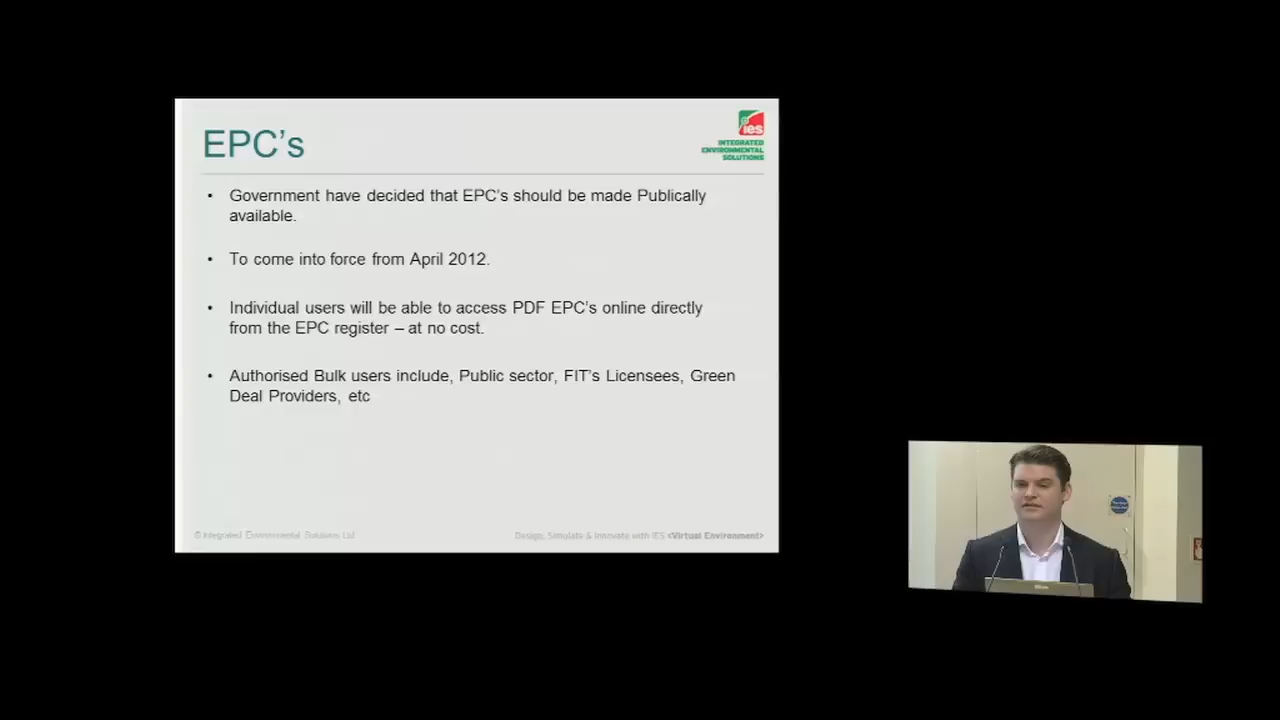 EPC's
ies
INTEGRATED
ENVIRONMENTAL
SOLUTIONS
• Government have decided that EPC's should be made Publically
available.
• To come into force from April 2012.
• Individual users will be able to access PDF EPC's online directly
from the EPC register – at no cost.
• Authorised Bulk users include, Public sector, FIT's Licensees, Green
Deal Providers, etc
© Integrated Environmental Solutions Ltd
Design, Simulate & Innovate with IES <Virtual Environment>